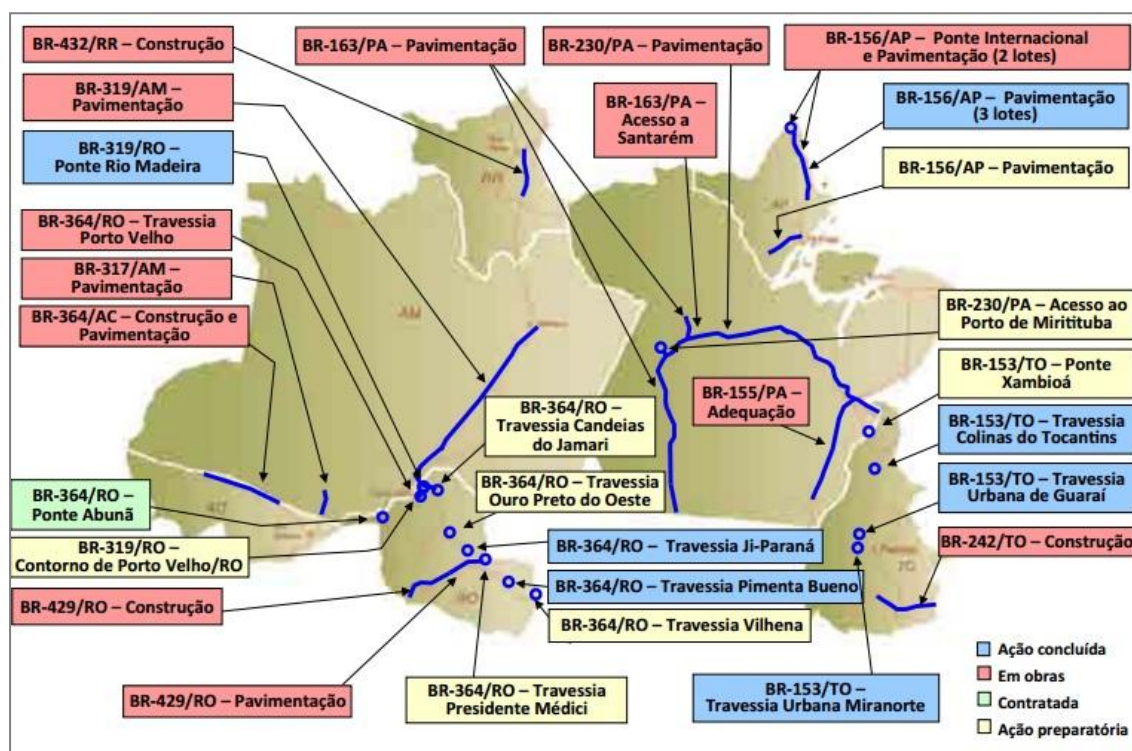 BR-432/RR – Construção
BR-163/PA – Pavimentação
BR-230/PA – Pavimentação
BR-156/AP – Ponte Internacional
e Pavimentação (2 lotes)
BR-319/AM –
Pavimentação
BR-163/PA –
Acesso a
Santarém
BR-156/AP – Pavimentação
(3 lotes)
BR-319/RO –
Ponte Rio Madeira
BR-156/AP – Pavimentação
BR-364/RO – Travessia
Porto Velho
BR-317/AM –
Pavimentação
BR-364/AC – Construção e
Pavimentação
BR-230/PA – Acesso ao
Porto de Miritituba
BR-153/TO – Ponte
Xambioá
BR-155/PA –
Adequação
BR-364/RO –
Travessia Candeias
do Jamari
BR-153/TO – Travessia
Colinas do Tocantins
BR-364/RO – Travessia
Ouro Preto do Oeste
BR-153/TO – Travessia
Urbana de Guaraí
BR-364/RO –
Ponte Abunã
BR-319/RO –
Contorno de Porto Velho/RO
BR-364/RO – Travessia Ji-Paraná
BR-242/TO – Construção
BR-364/RO – Travessia Pimenta Bueno
BR-429/RO – Construção
BR-364/RO – Travessia Vilhena
BR-429/RO – Pavimentação
BR-364/RO – Travessia
Presidente Médici
BR-153/TO –
Travessia Urbana Miranorte
Ação concluída
Em obras
Contratada
Ação preparatória
RR
AM
AP
TO
RO